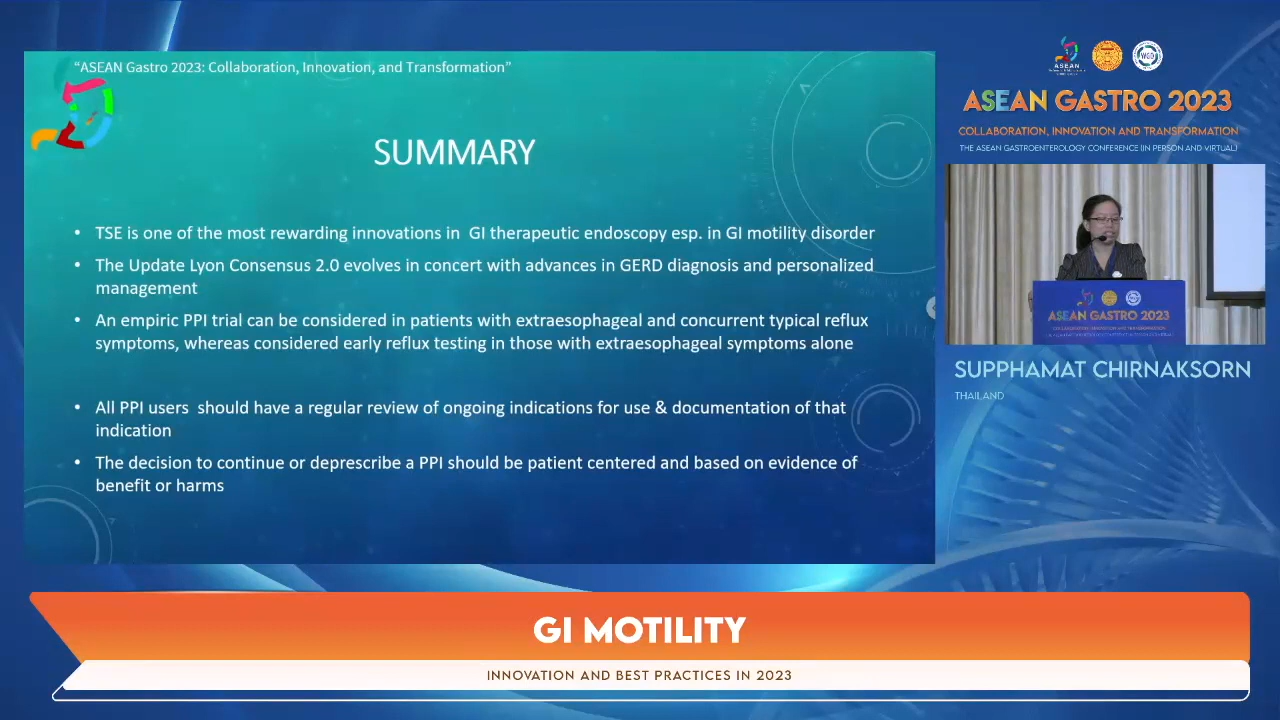 "ASEAN Gastro 2023: Collaboration, Innovation, and Transformation"
SUMMARY
• TSE is one of the most rewarding innovations in GI therapeutic endoscopy esp. in GI motility disorder
• The Update Lyon Consensus 2.0 evolves in concert with advances in GERD diagnosis and personalized
management
• An empiric PPI trial can be considered in patients with extraesophageal and concurrent typical reflux
symptoms, whereas considered early reflux testing in those with extraesophageal symptoms alone
• All PPI users should have a regular review of ongoing indications for use & documentation of that
indication
• The decision to continue or deprescribe a PPI should be patient centered and based on evidence of
benefit or harms
ASEAN
WGO
ASEAN GASTRO 2023
COLLABORATION, INNOVATION AND TRANSFORMATION
THE ASEAN GASTROENTEROLOGY CONFERENCE (IN PERSON AND VIRTUAL)
ASEAN GASTRO 2023
SUPPHAMAT CHIRNAKSORN
THAILAND
GI MOTILITY
INNOVATION AND BEST PRACTICES IN 2023